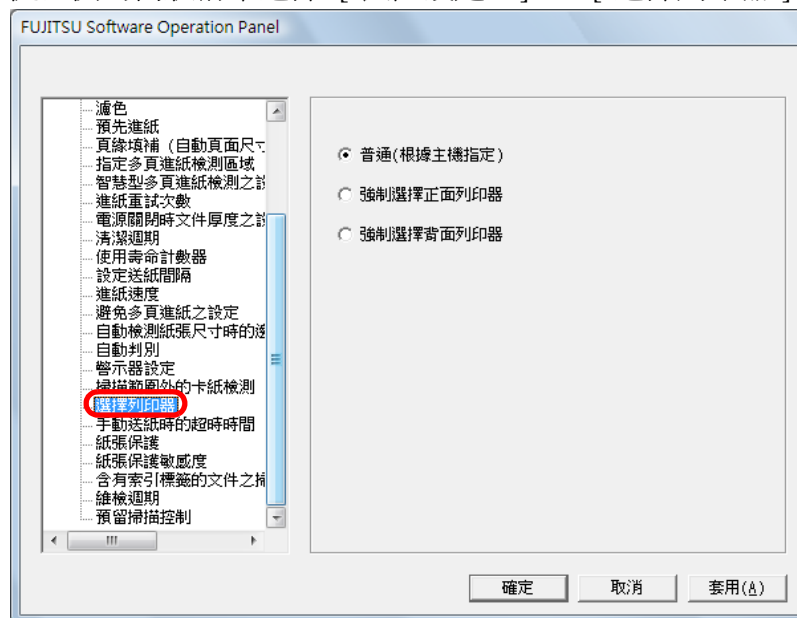 FUJITSU Software Operation Panel
濾色
預先進紙
頁緣填補（自動頁面尺寸
指定多頁進紙檢測區域
智慧型多頁進紙檢測之設
進紙重試次數
電源關閉時文件厚度之設
清潔週期
使用壽命計數器
設定送紙間隔
進紙速度
避免多頁進紙之設定
自動檢測紙張尺寸時的邊
自動判別
警示器設定
掃描範圍外的卡紙檢測
選擇列印器
手動送紙時的超時時間
紙張保護
紙張保護敏感度
含有索引標籤的文件之掃
維檢週期
預留掃描控制
普通(根據主機指定)
強制選擇正面列印器
強制選擇背面列印器
確定
取消
套用(A)